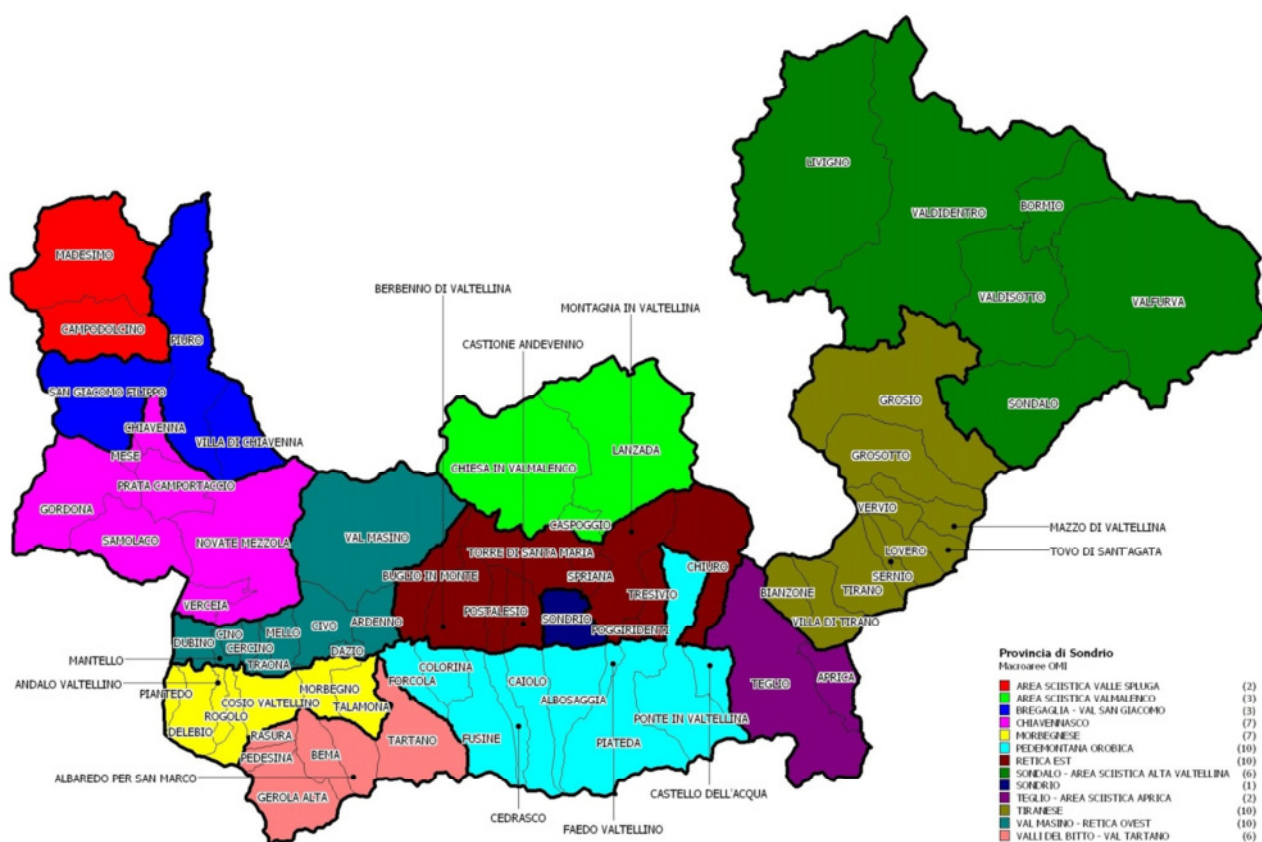 LIVIGNO
VALDIDENTRO
BORMIO
MADESIMO
VALDISOTTO
VALFURVA
BERBENNO DI VALTELLINA
MONTAGNA IN VALTELLINA
CAMPODOLCINO
PIURO
CASTIONE ANDEVENNO
SAN GIACOMO FILIPPO
GROSIO
SONDALO
CHIAVENNA
VILLA DI CHIAVENNA
MESE
LANZADA
GROSOTTO
CHIESA IN VALMALENCO
PRATA CAMPORTACCIO
GORDONA
VERVIO
CASPOGGIO
MAZZO DI VALTELLINA
SAMOLACO
NOVATE MEZZOLA
VAL MASINO
TORRE DI SANTA MARIA
LOVERO
TOVO DI SANT'AGATA
CHIURO
BUGLIO IN MONTE
SPRIANA
SERNIO
BIANZONE
TIRANO
TRESIVIO
VERCEIA
POSTALESIO
SONDRIO
POGGIRIDENTI
VILLA DI TIRANO
ARDENNO
CIVO
MELLO
CINO
DUBINO
CERCINO
DAZIO
MANTELLO
TRAONA
ANDALO VALTELLINO
PIANTEDO
COLORINA
FORCOLA
CAIOLO
TEGLIO
APRICA
MORBEGNO
COSIO VALTELLINO
TALAMONA
ALBOSAGGIA
ROGOLO
PONTE IN VALTELLINA
DELEBIO
RASURA
FUSINE
PIATEDA
TARTANO
PEDESINA
BEMA
ALBAREDO PER SAN MARCO
GEROLA ALTA
CASTELLO DELL'ACQUA
CEDRASCO
FAEDO VALTELLINO
Provincia di Sondrio
Macroaree OMI
AREA SCIISTICA VALLE SPLUGA (2)
AREA SCIISTICA VALMALENCO (3)
BREGAGLIA - VAL SAN GIACOMO (3)
CHIAVENNASCO (7)
MORBEGNESE (7)
PEDEMONTANA OROBICA (10)
RETICA EST (10)
SONDALO - AREA SCIISTICA ALTA VALTELLINA (6)
SONDRIO (1)
TEGLIO - AREA SCIISTICA APRICA (2)
TIRANESE (10)
VAL MASINO - RETICA OVEST (10)
VALLI DEL BITTO - VAL TARTANO (6)